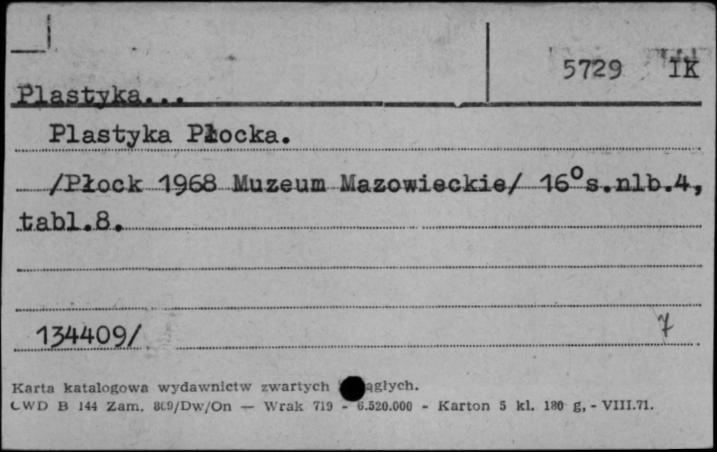 5729 IK
Plastyka...
Plastyka Płocka.
/Płock 1968 Muzeum Mazowieckie/ 16° s.nlb.4,
tabl.8.
134409/ 7
Karta katalogowa wydawnictw zwartych ągłych.
CWD B 144 Zam. 809/Dw/On — Wrak 719 - 6.520.000 - Karton 5 kl. 180 g, - VIII.71.